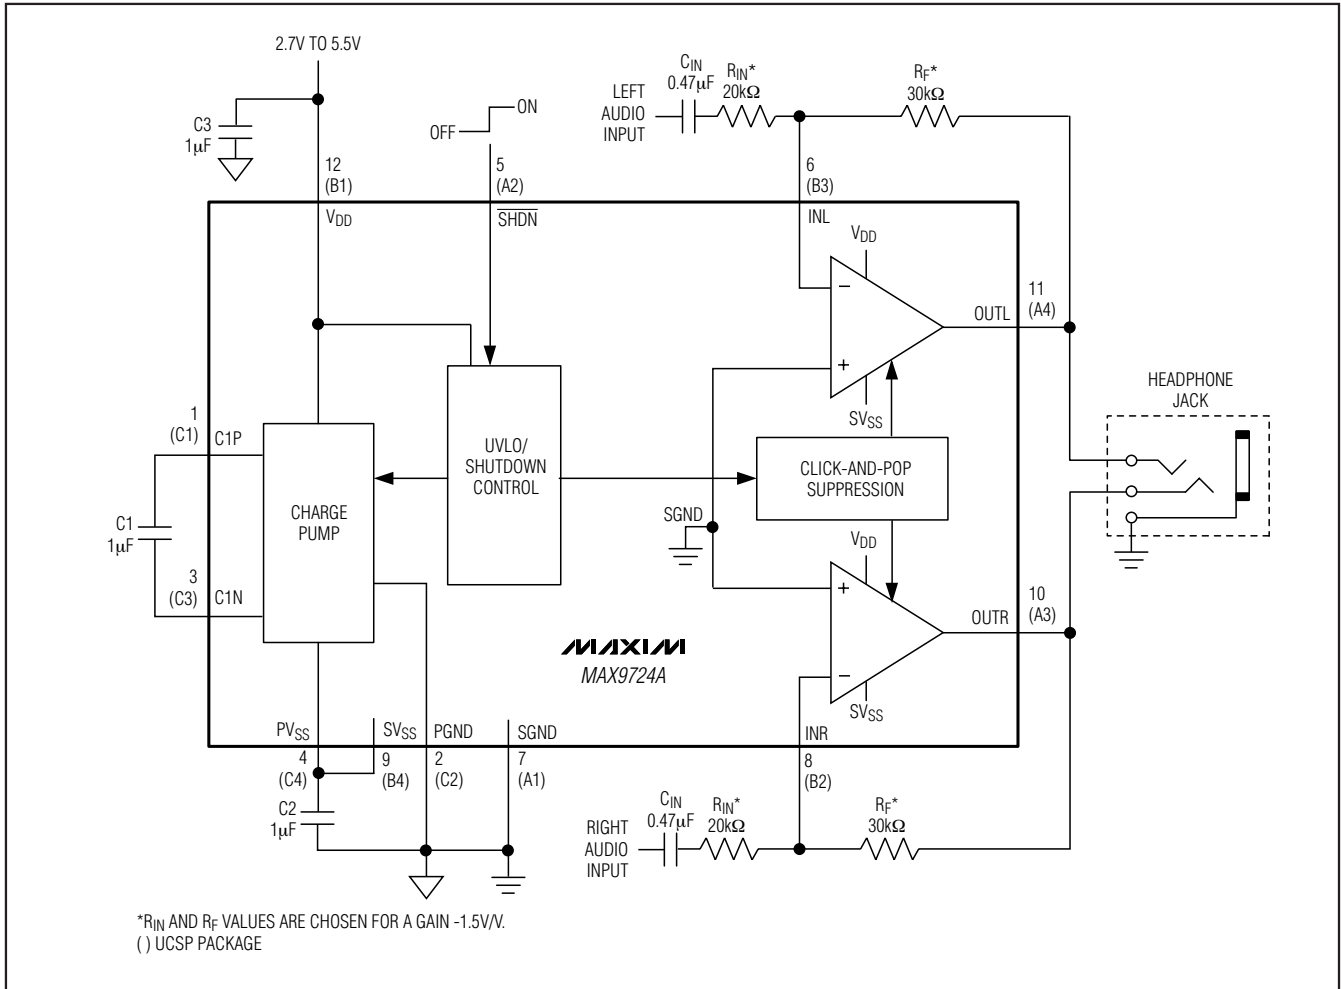 2.7V TO 5.5V
C3
1µF
OFF
ON
12
(B1)
5
(A2)
VDD
SHDN
LEFT
AUDIO
INPUT
CIN
0.47µF
RIN*
20kΩ
RF*
30kΩ
6
(B3)
INL
VDD
−
+
SVSS
OUTL
11
(A4)
HEADPHONE
JACK
1
(C1)
C1P
C1
1µF
3
(C3)
C1N
CHARGE
PUMP
UVLO/
SHUTDOWN
CONTROL
CLICK-AND-POP
SUPPRESSION
SGND
VDD
+
−
SVSS
OUTR
10
(A3)
MAXIM
MAX9724A
PVSS
SVSS
PGND
SGND
INR
4
(C4)
9
(B4)
2
(C2)
7
(A1)
8
(B2)
C2
1µF
RIGHT
AUDIO
INPUT
CIN
0.47µF
RIN*
20kΩ
RF*
30kΩ
*RIN AND RF VALUES ARE CHOSEN FOR A GAIN -1.5V/V.
( ) UCSP PACKAGE